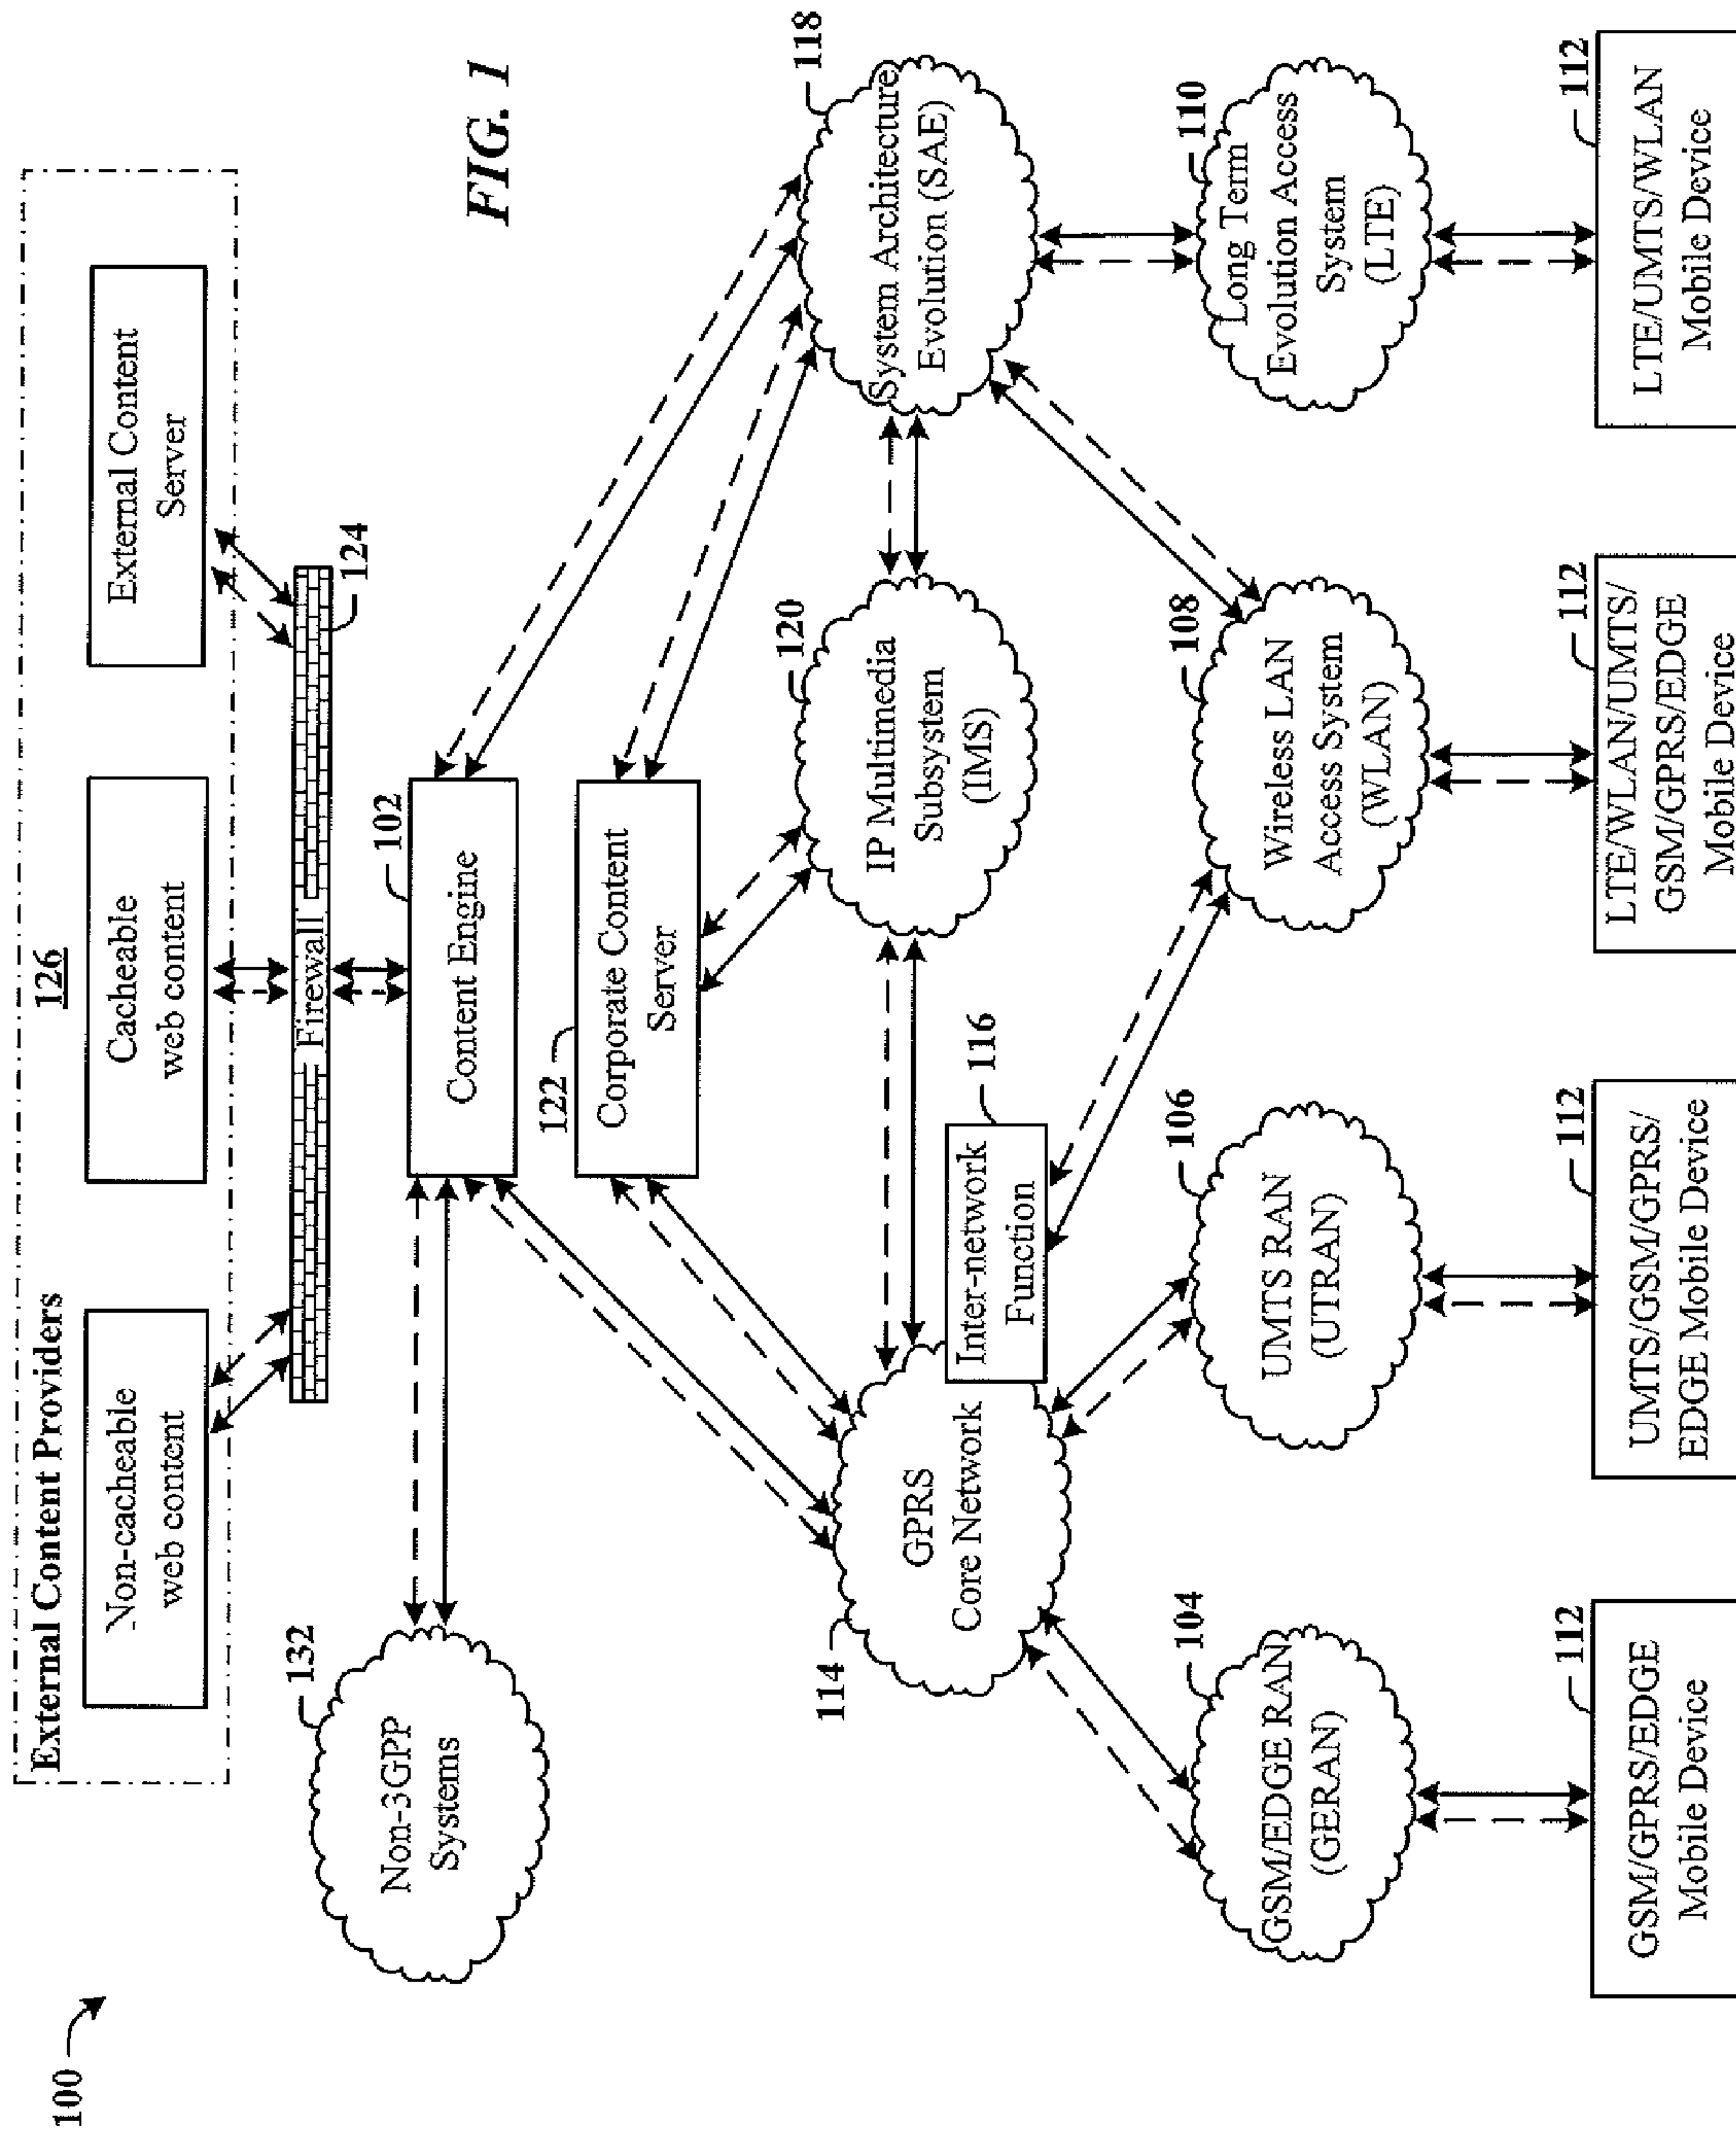 100
External Content Providers
126
Non-cacheable
web content
Cacheable
web content
External Content
Server
Firewall
124
FIG. 1
132
Non-3GPP
Systems
102
Content Engine
122
Corporate Content
Server
114
GPRS
Core Network
Inter-network
Function
116
120
IP Multimedia
Subsystem
(IMS)
118
System Architecture
Evolution (SAE)
104
GSM/EDGE RAN
(GERAN)
106
UMTS RAN
(UTRAN)
108
Wireless LAN
Access System
(WLAN)
110
Long Term
Evolution Access
System
(LTE)
112
GSM/GPRS/EDGE
Mobile Device
112
UMTS/GSM/GPRS/
EDGE Mobile Device
112
LTE/WLAN/UMTS/
GSM/GPRS/EDGE
Mobile Device
112
LTE/UMTS/WLAN
Mobile Device